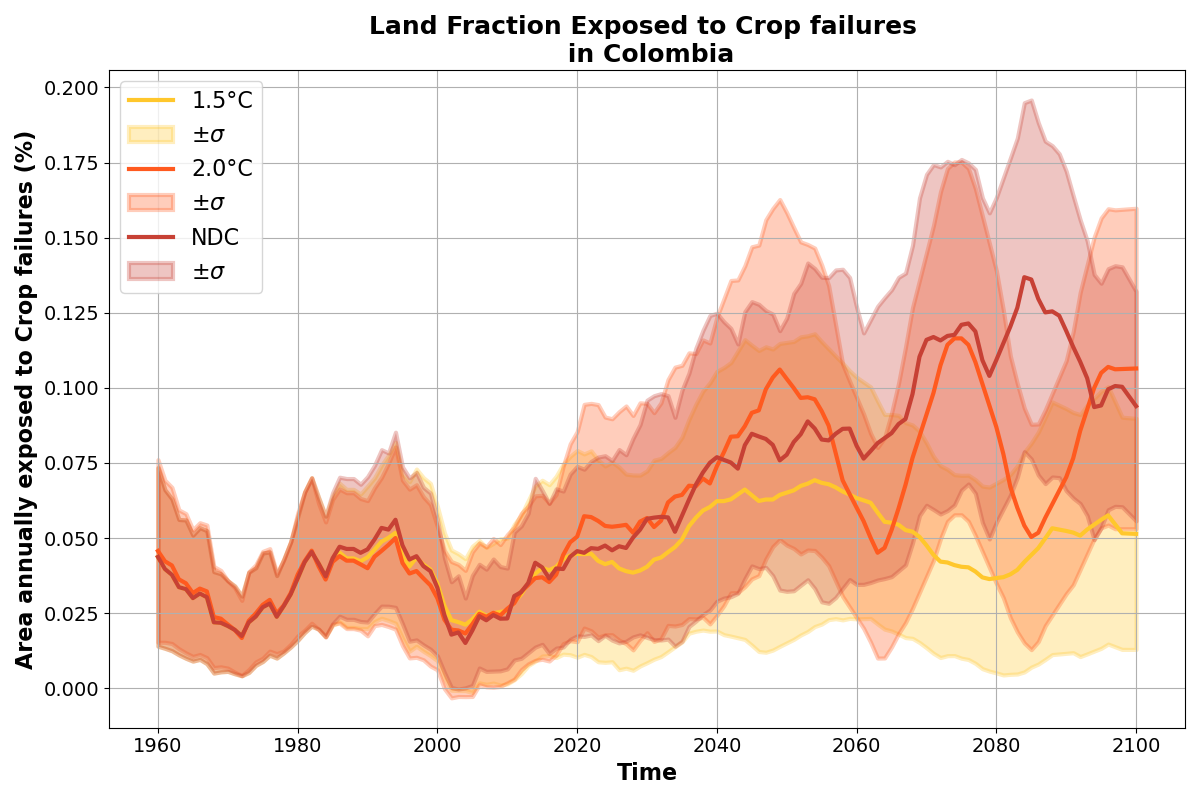 Land Fraction Exposed to Crop failures
in Colombia
Area annually exposed to Crop failures (%)
0.200
0.175
0.150
0.125
0.100
0.075
0.050
0.025
0.000
1.5°C
±σ
2.0°C
±σ
NDC
±σ
1960
1980
2000
2020
2040
2060
2080
2100
Time